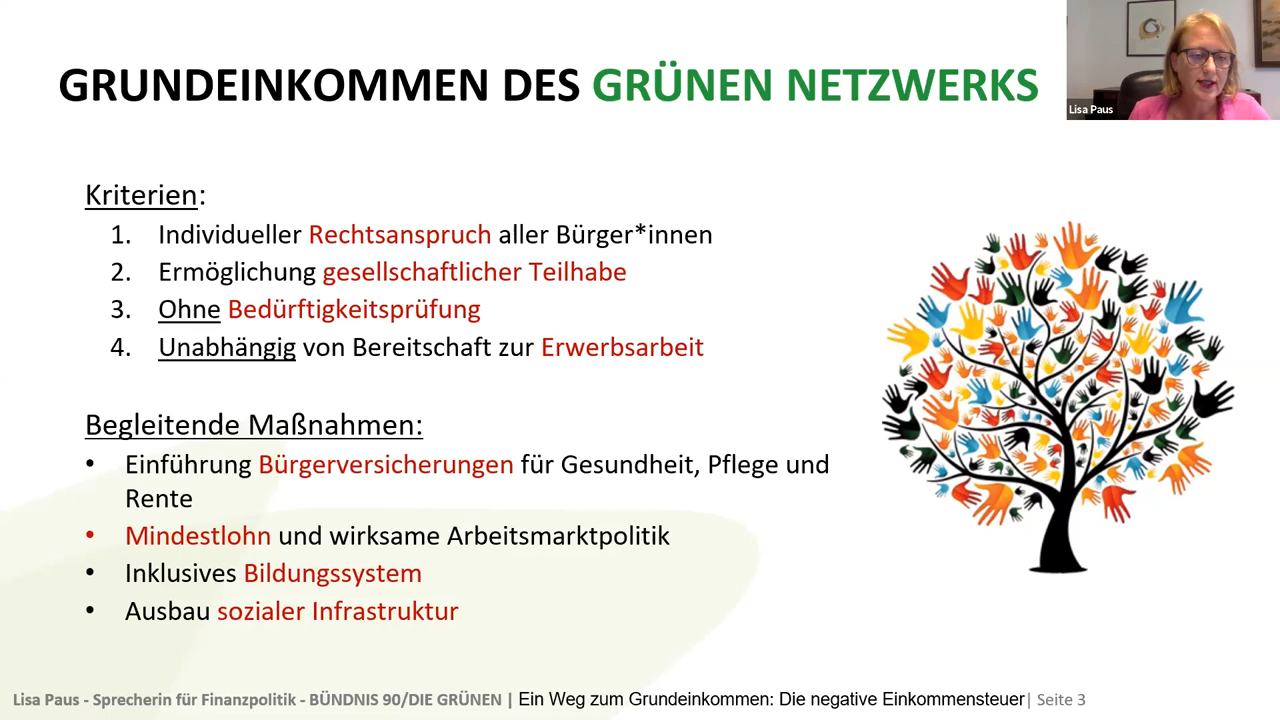 GRUNDEINKOMMEN DES GRÜNEN NETZWERKS
Lisa Paus
Kriterien:
1. Individueller Rechtsanspruch aller Bürger*innen
2. Ermöglichung gesellschaftlicher Teilhabe
3. Ohne Bedürftigkeitsprüfung
4. Unabhängig von Bereitschaft zur Erwerbsarbeit
Begleitende Maßnahmen:
• Einführung Bürgerversicherungen für Gesundheit, Pflege und
Rente
• Mindestlohn und wirksame Arbeitsmarktpolitik
• Inklusives Bildungssystem
• Ausbau sozialer Infrastruktur
Lisa Paus - Sprecherin für Finanzpolitik - BÜNDNIS 90/DIE GRÜNEN | Ein Weg zum Grundeinkommen: Die negative Einkommensteuer| Seite 3